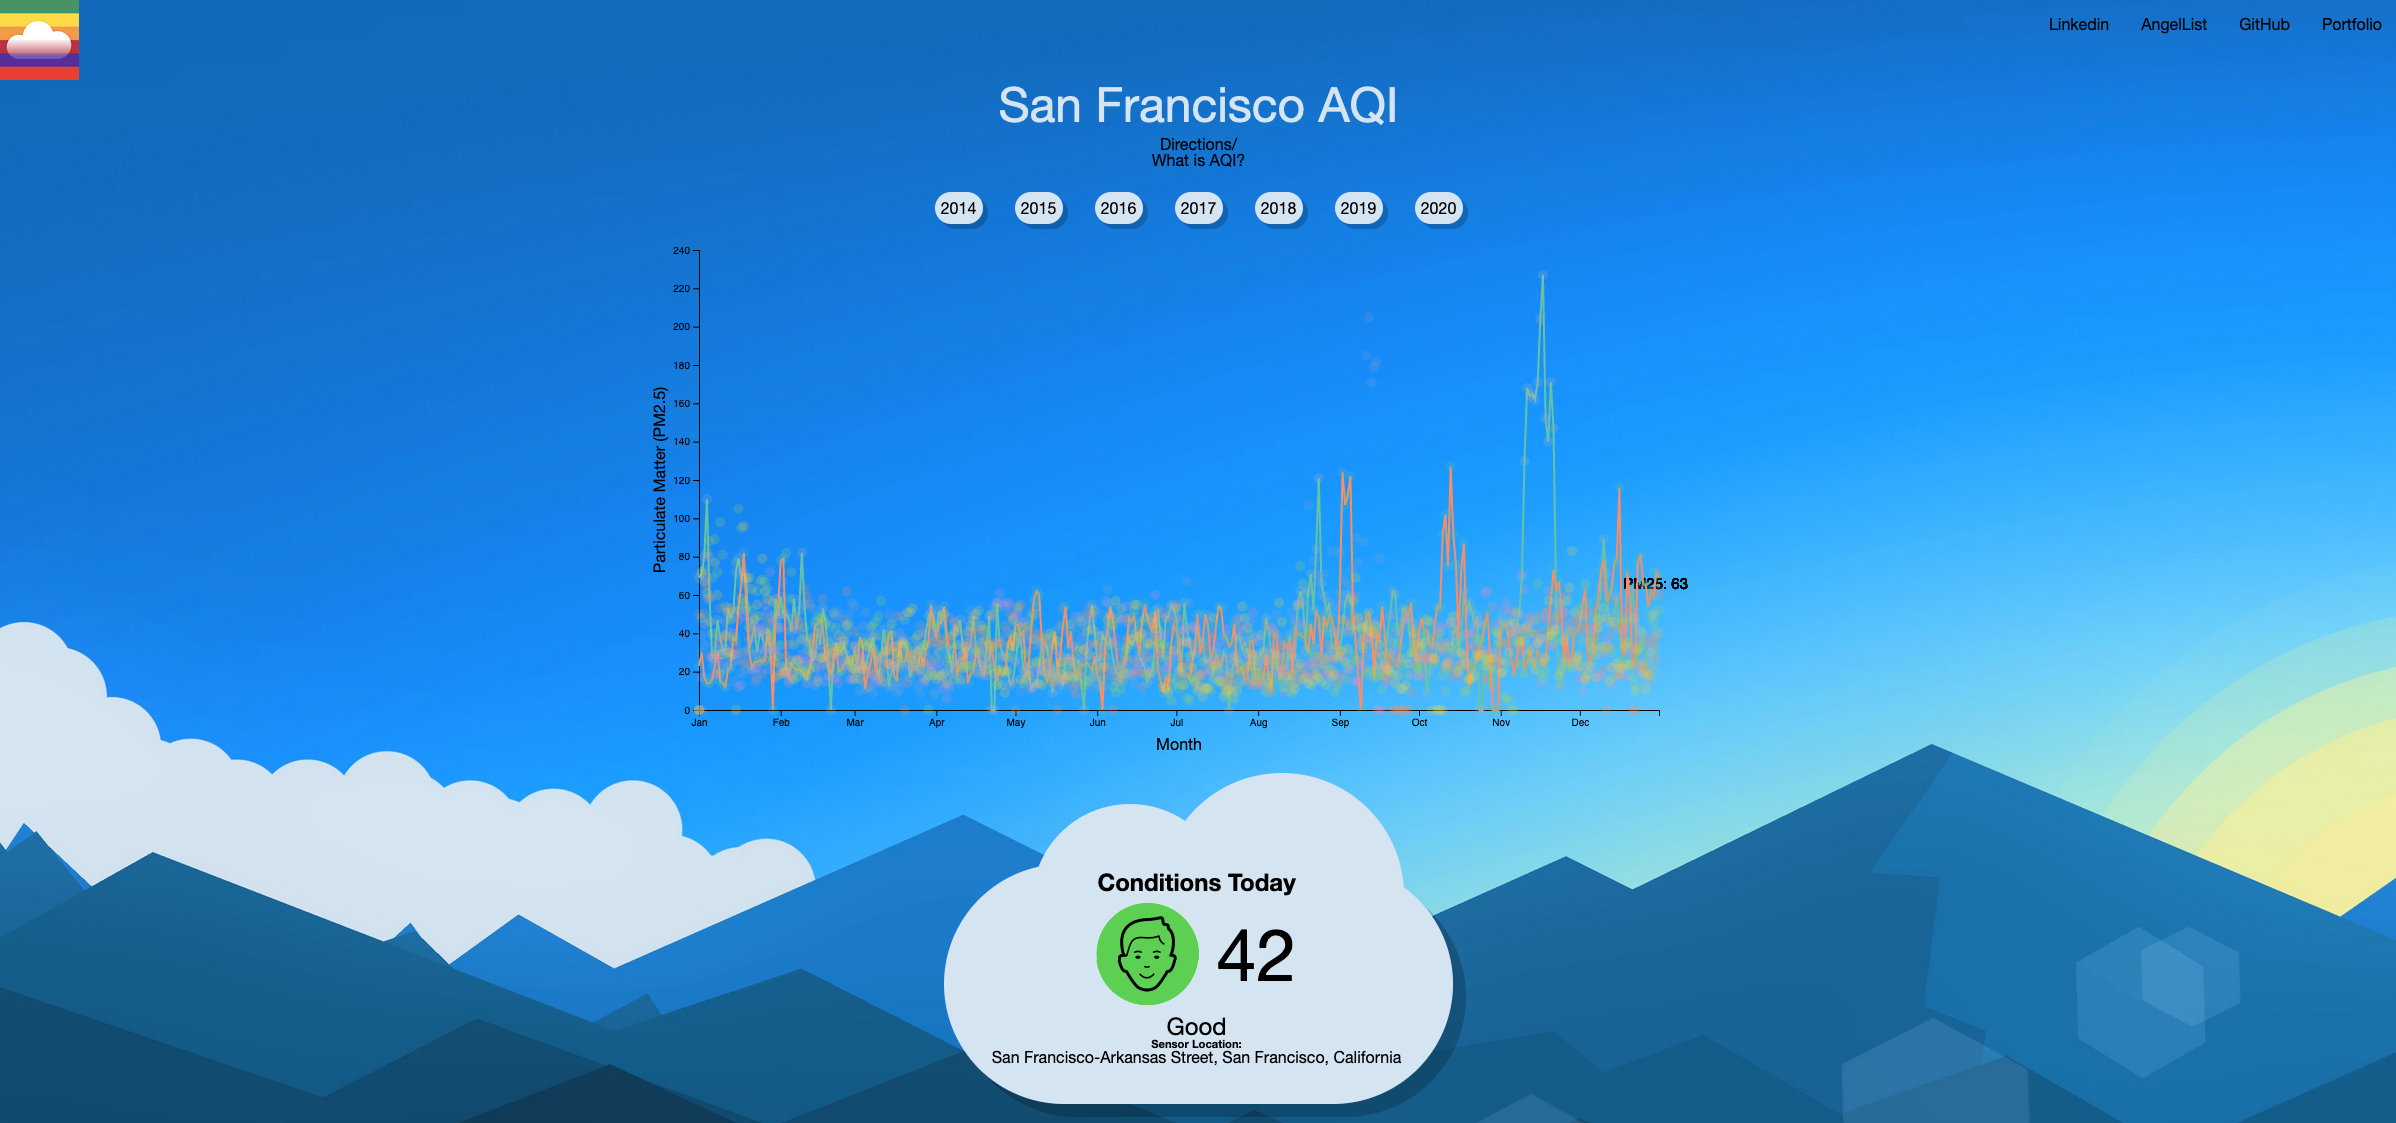 Linkedin AngelList GitHub Portfolio
San Francisco AQI
Directions/
What is AQI?
2014 2015 2016 2017 2018 2019 2020
240
220
200
180
160
140
120
100
80
60
40
20
0
Particulate Matter (PM2.5)
PM25: 63
Jan Feb Mar Apr May Jun Jul Aug Sep Oct Nov Dec
Month
Conditions Today
42
Good
Sensor Location:
San Francisco-Arkansas Street, San Francisco, California